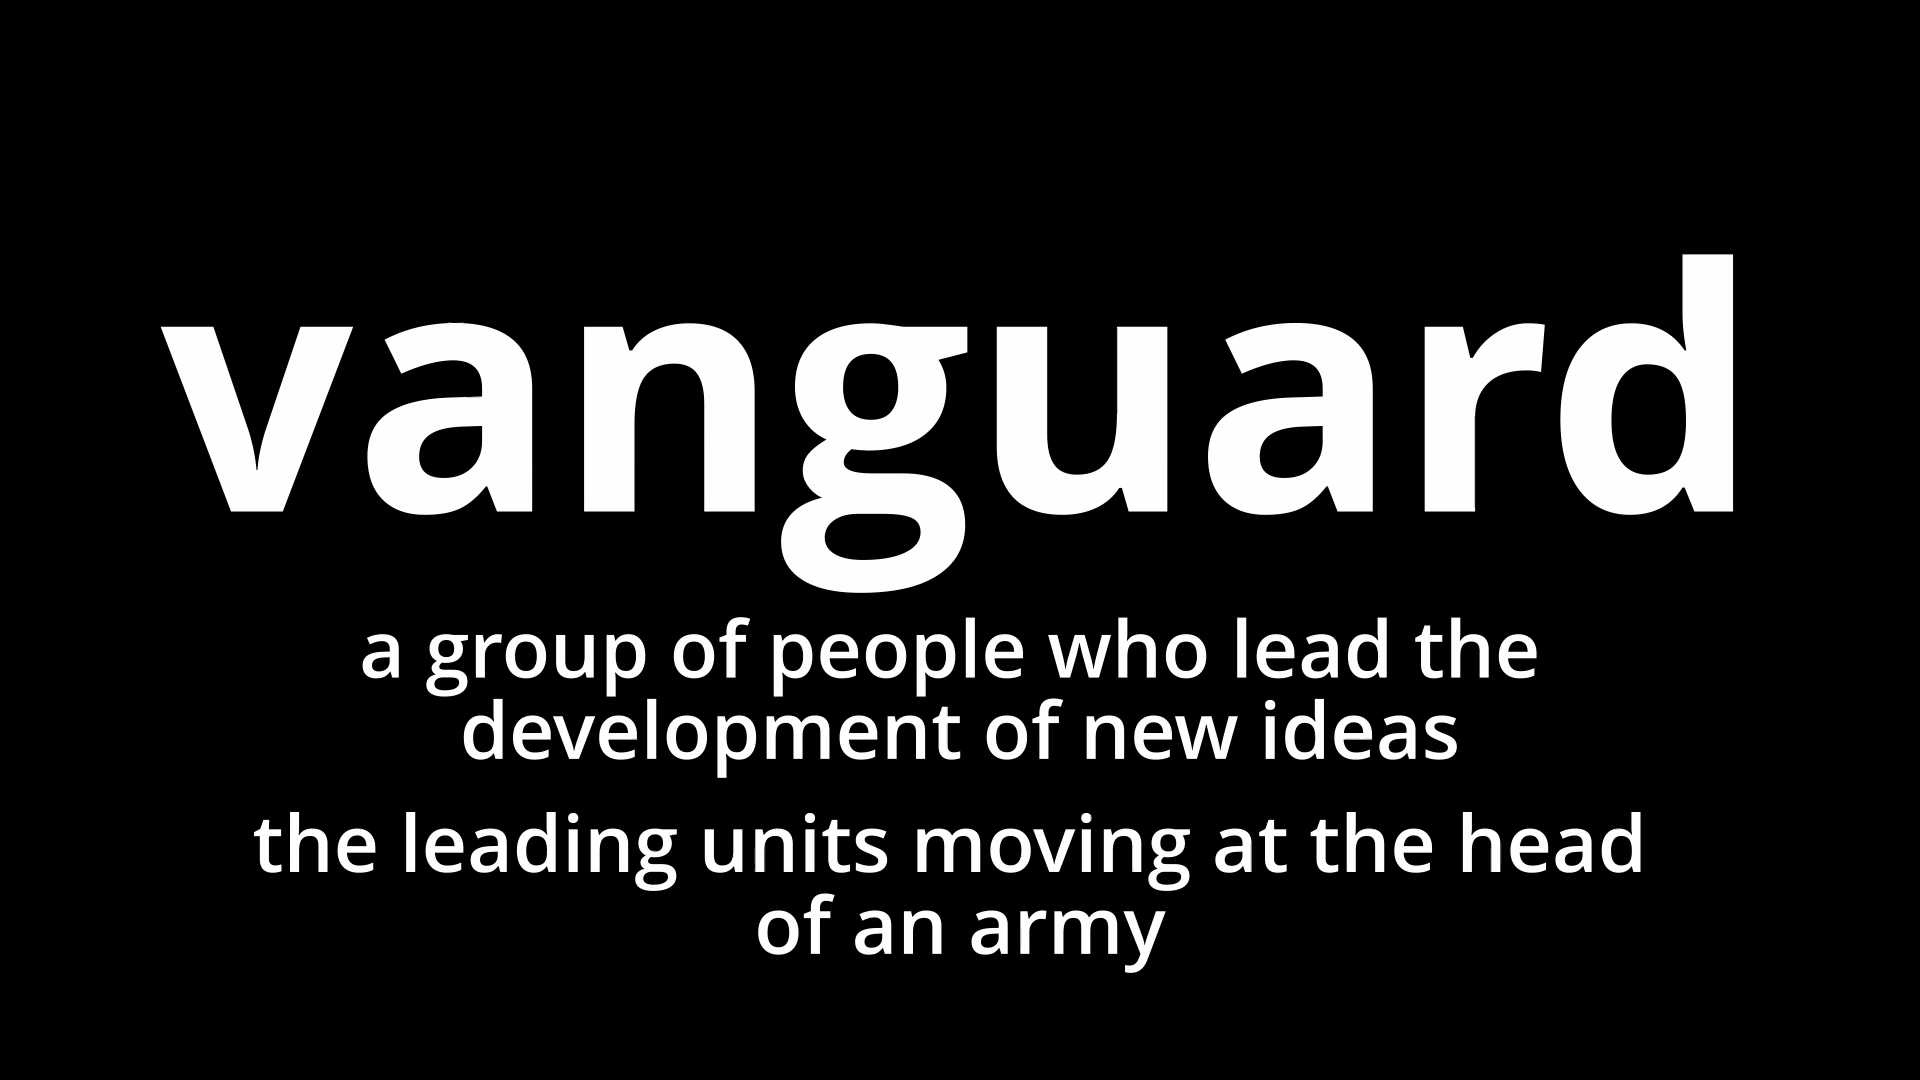 vanguard
a group of people who lead the
development of new ideas
the leading units moving at the head
of an army